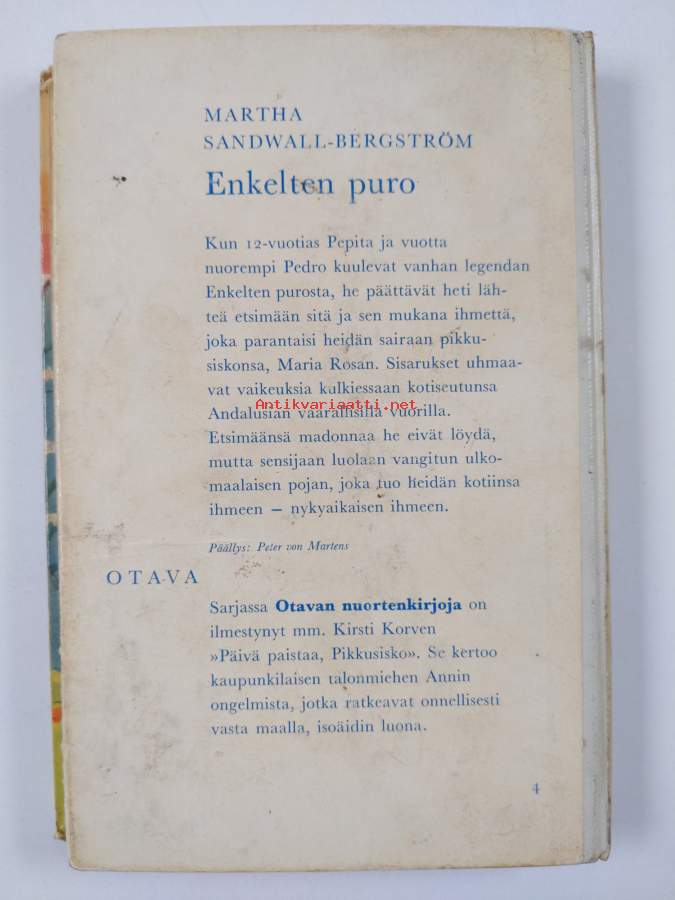 MARTHA
SANDWALL-BERGSTRÖM
Enkelten puro
Kun 12-vuotias Pepita ja vuotta
nuorempi Pedro kuulevat vanhan legendan
Enkelten purosta, he päättävät heti läh-
teä etsimään sitä ja sen mukana ihmettä,
joka parantaisi heidän sairaan pikku-
siskonsa, Maria Rosan. Sisarukset uhmaa-
vat vaikeuksia kulkiessaan kotiseutunsa
Antikvariaatti.net
Andalusian vaarallisilla vuorilla.
Etsimäänsä madonnaa he eivät löydä,
mutta sensijaan luolaan vangitun ulko-
maalaisen pojan, joka tuo heidän kotiinsa
ihmeen — nykyaikaisen ihmeen.
Päällys: Peter von Martens
OTAVA
Sarjassa Otavan nuortenkirjoja on
ilmestynyt mm. Kirsti Korven
»Päivä paistaa, Pikkusisko». Se kertoo
kaupunkilaisen talonmiehen Annin
ongelmista, jotka ratkeavat onnellisesti
vasta maalla, isoäidin luona.
4